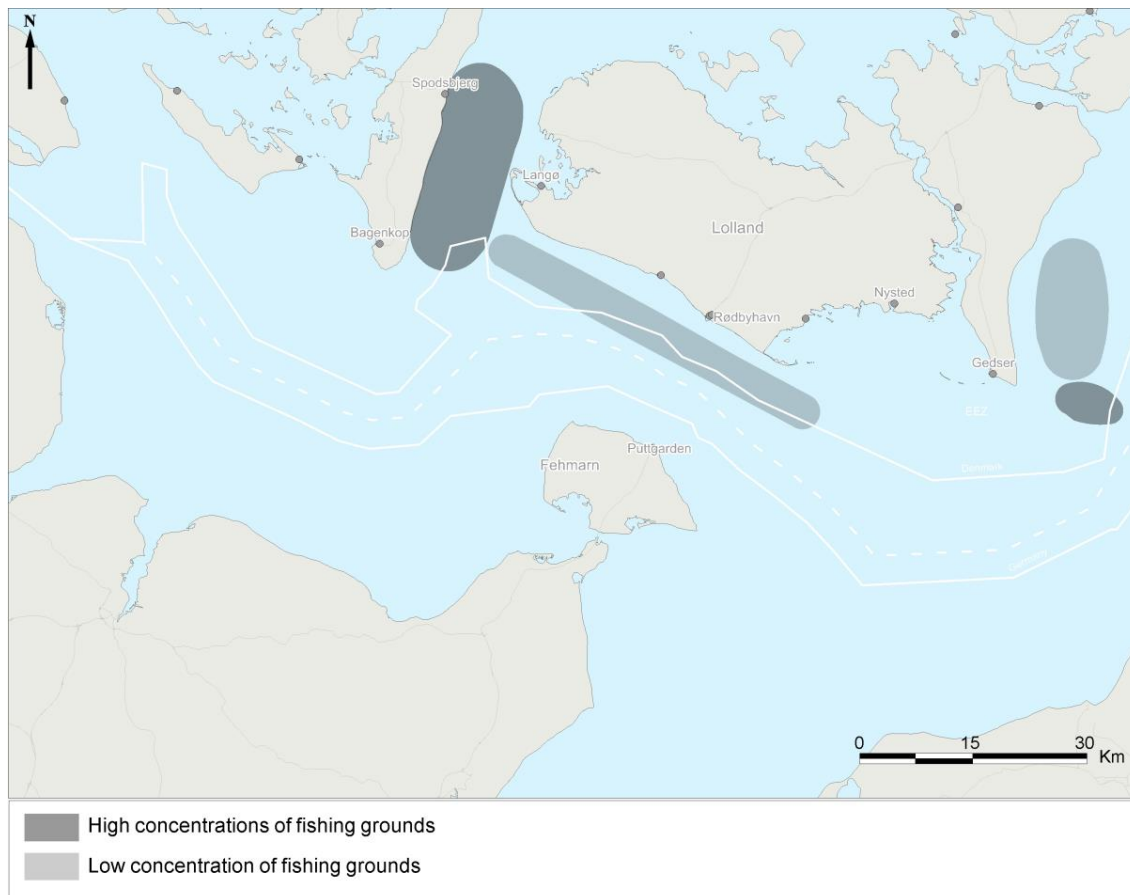 N
Spodsbjerg
Langø
Bagenkop
Lolland
Nysted
Rødbyhavn
Gedser
EEZ
Puttgarden
Fehmarn
Denmark
Germany
0 15 30 Km
High concentrations of fishing grounds
Low concentration of fishing grounds